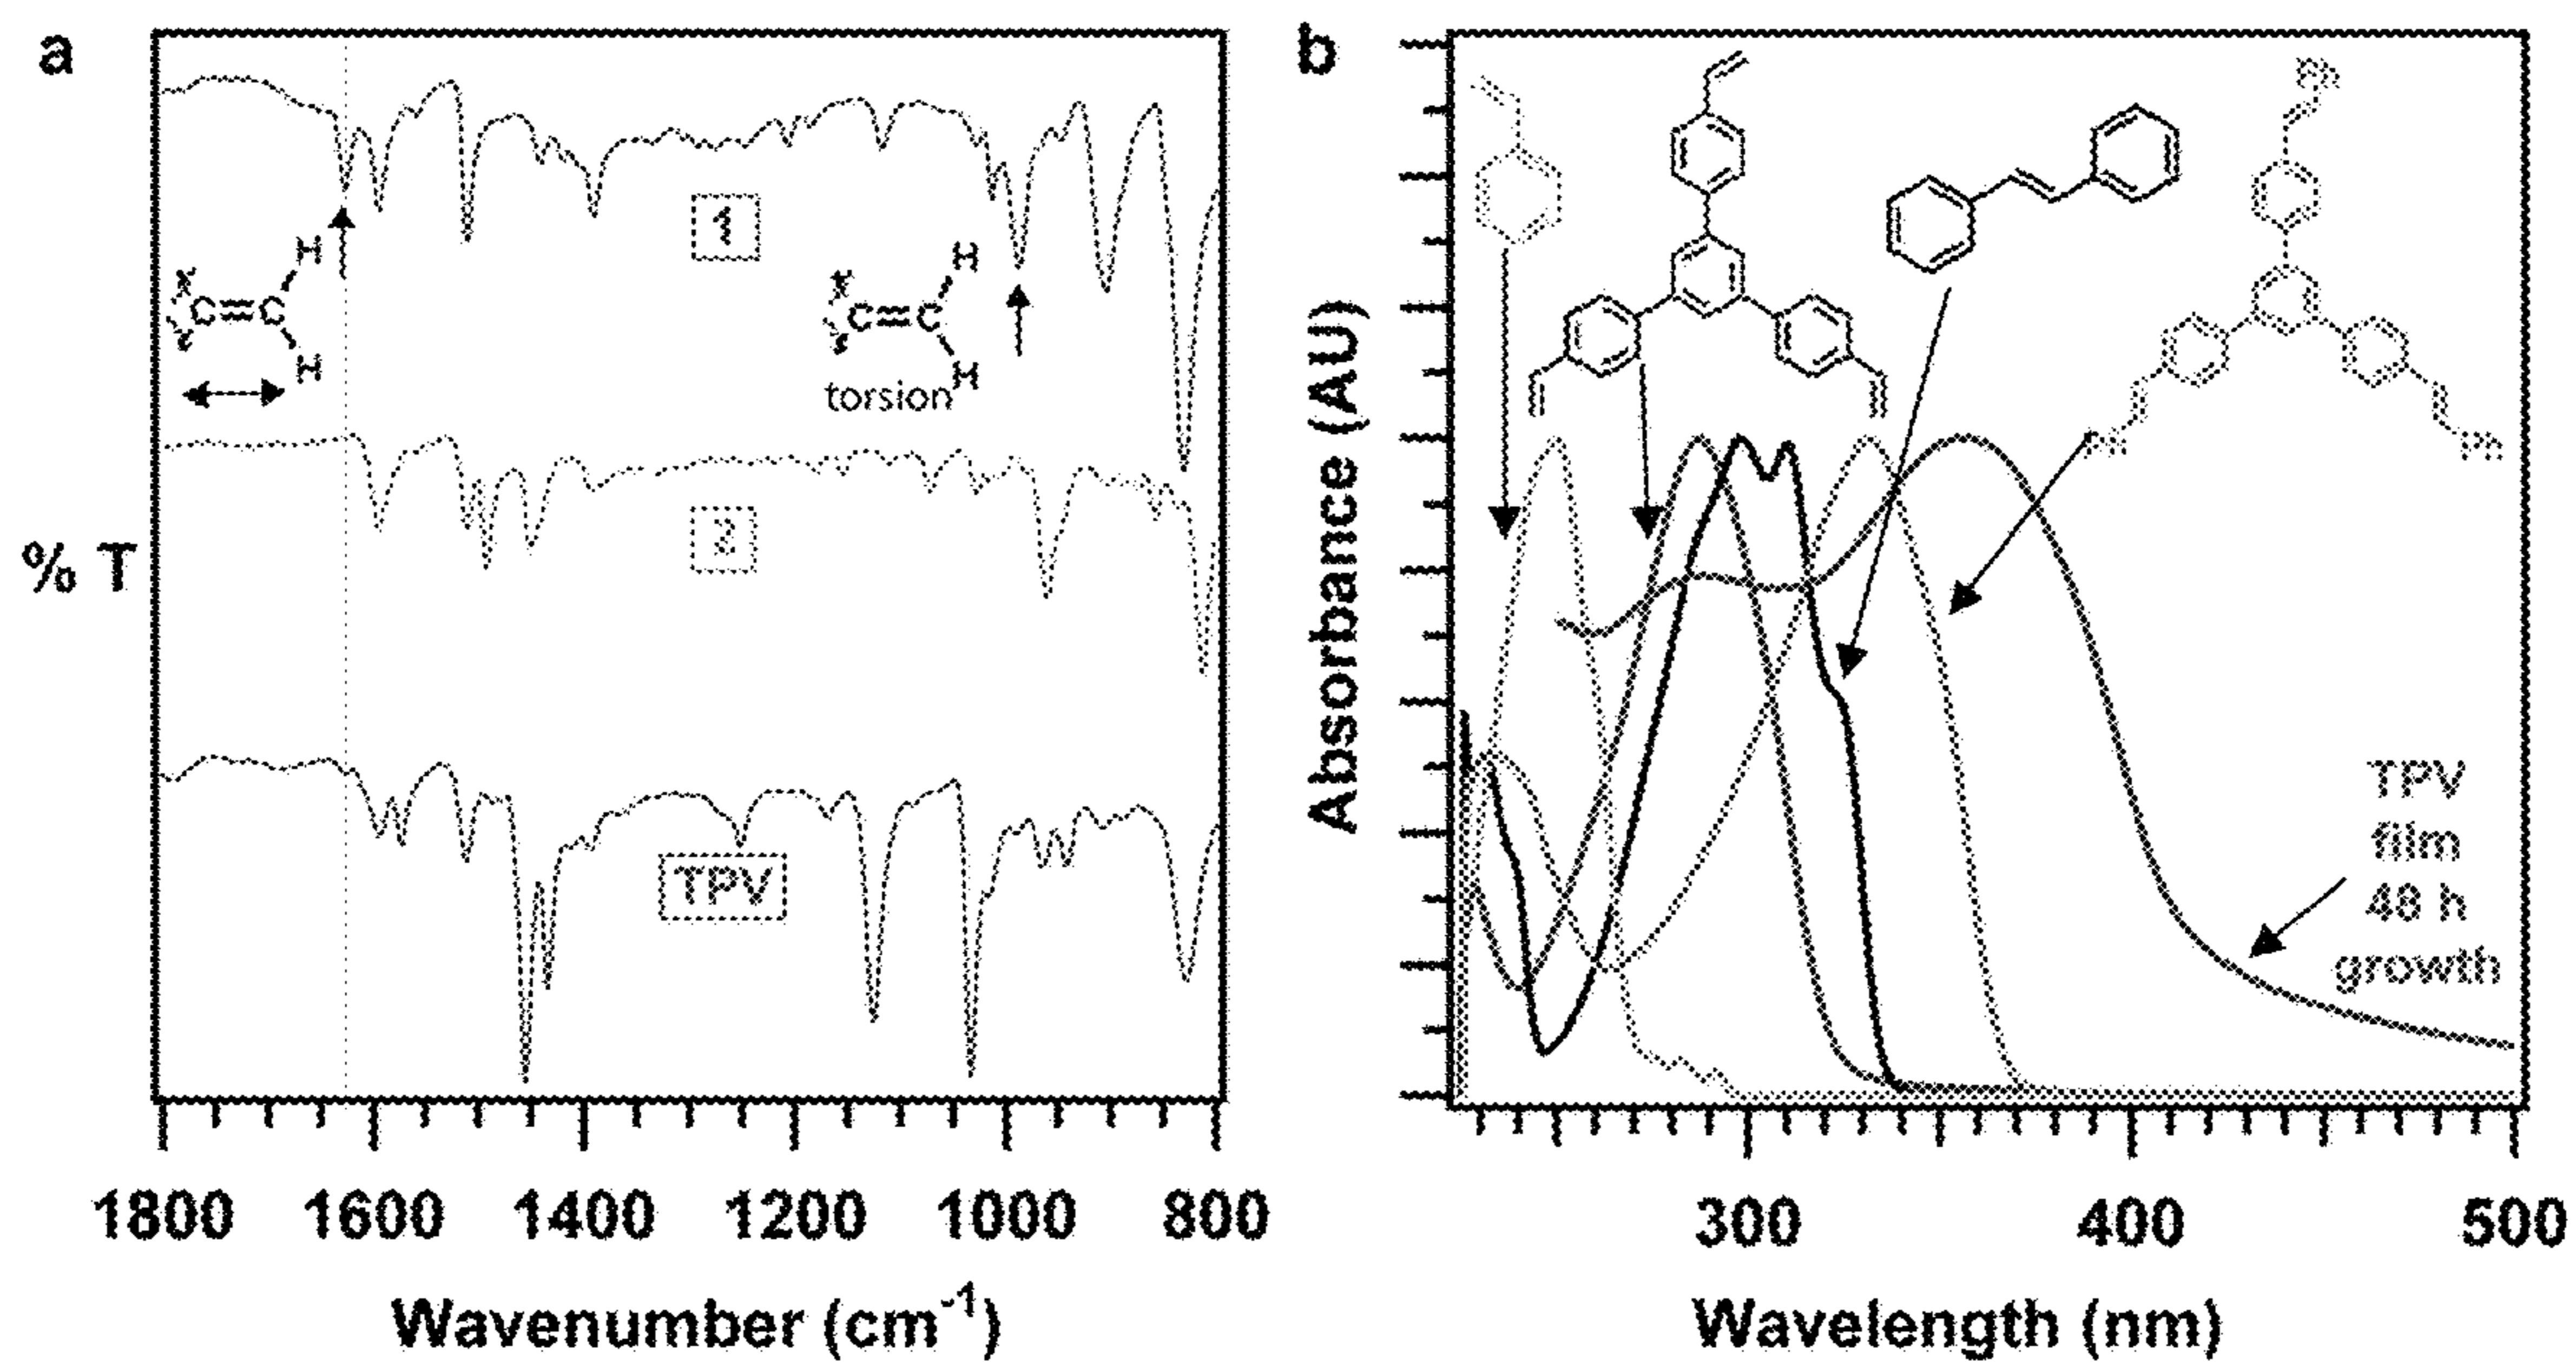 a
% T
1
2
TPV
X
Y
C=C
H
H
X
Y
C=C
H
H
torsion
1800 1600 1400 1200 1000 800
Wavenumber (cm-1)
b
Absorbance (AU)
Ph
Ph
Ph
TPV
film
48 h
growth
300 400 500
Wavelength (nm)